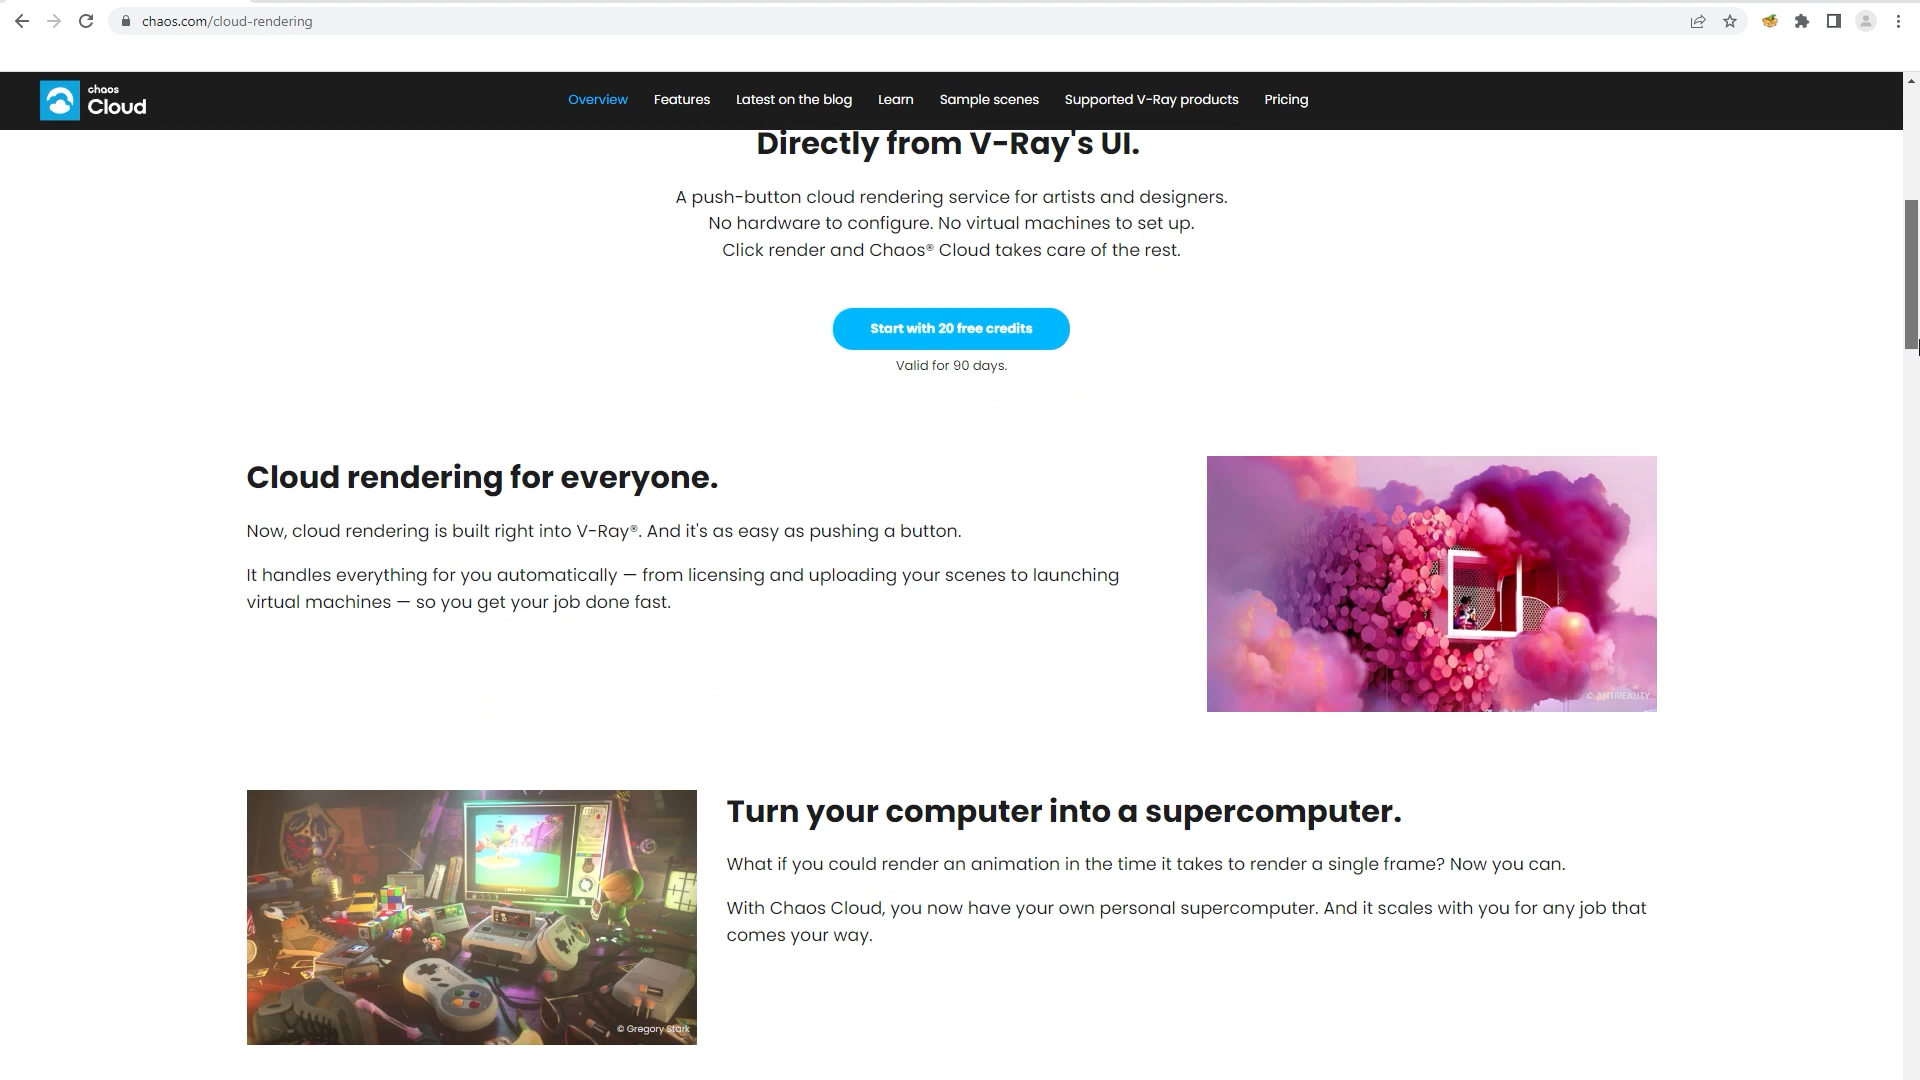 chaos.com/cloud-rendering
chaos
Cloud
Overview Features Latest on the blog Learn Sample scenes Supported V-Ray products Pricing
Directly from V-Ray's UI.
A push-button cloud rendering service for artists and designers.
No hardware to configure. No virtual machines to set up.
Click render and Chaos® Cloud takes care of the rest.
Start with 20 free credits
Valid for 90 days.
Cloud rendering for everyone.
Now, cloud rendering is built right into V-Ray®. And it's as easy as pushing a button.
It handles everything for you automatically — from licensing and uploading your scenes to launching
virtual machines — so you get your job done fast.
© ANTIREALITY
Turn your computer into a supercomputer.
What if you could render an animation in the time it takes to render a single frame? Now you can.
With Chaos Cloud, you now have your own personal supercomputer. And it scales with you for any job that
comes your way.
© Gregory Stark